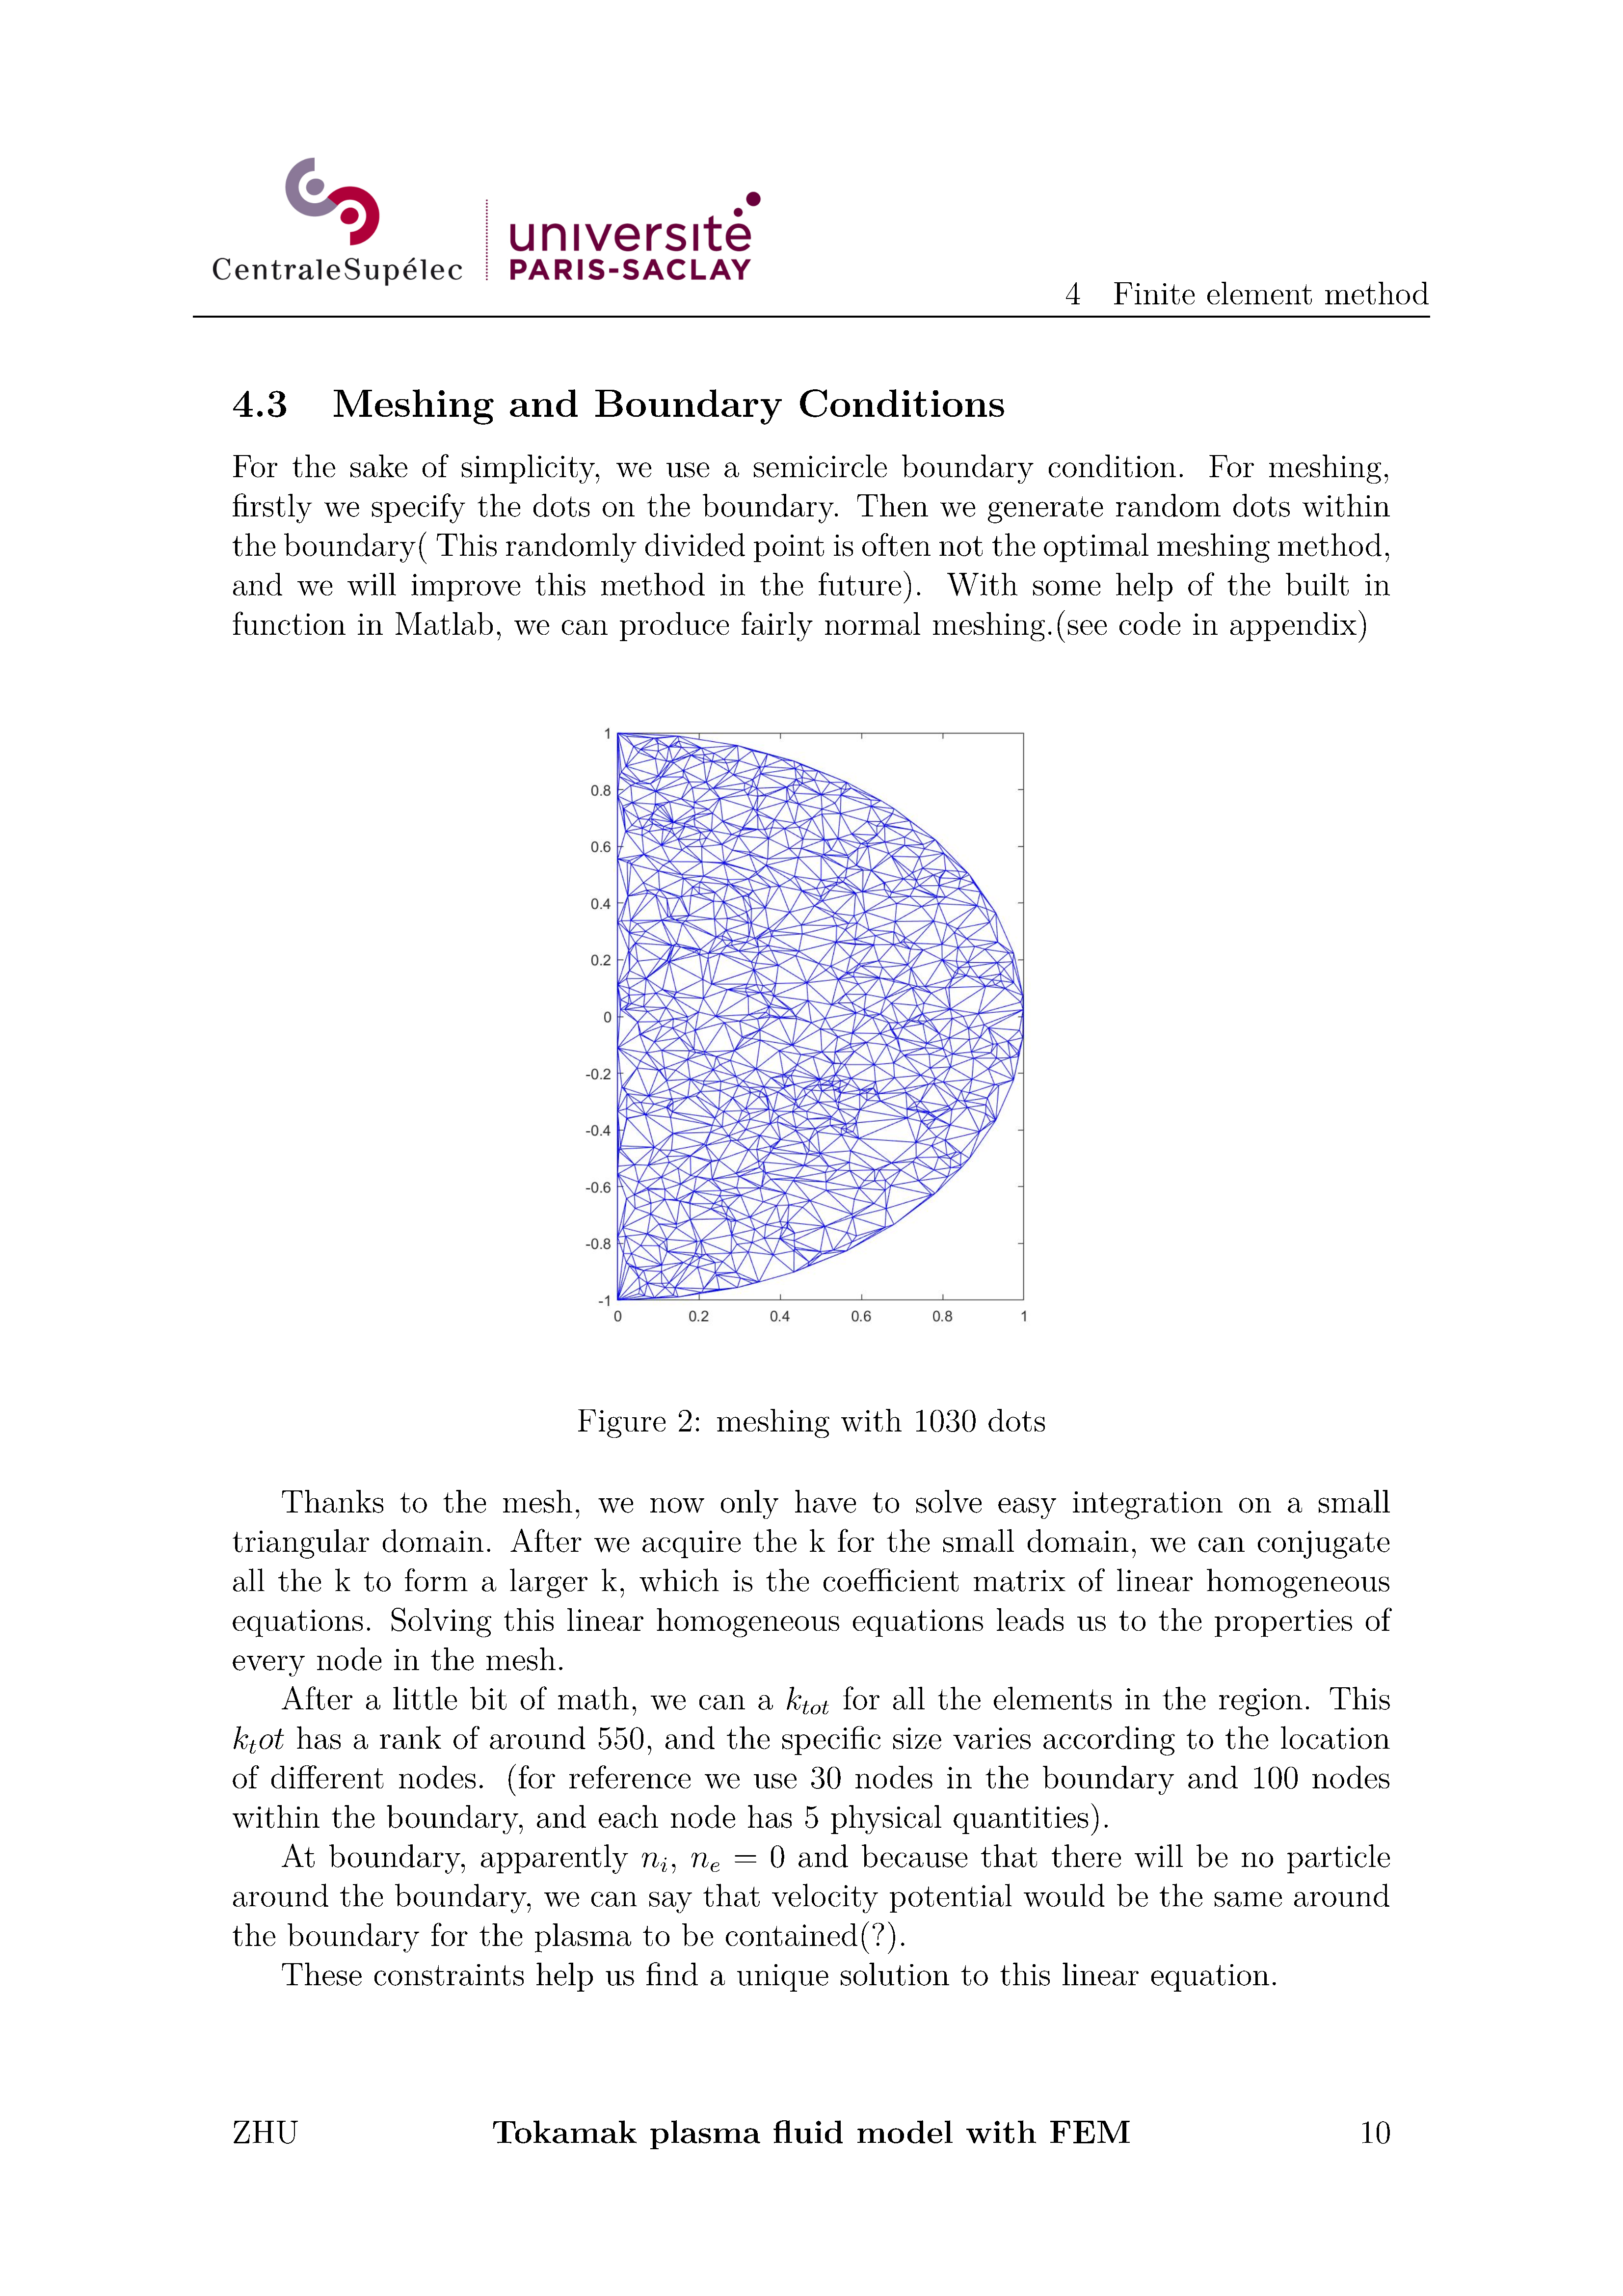 CentraleSupélec
université
PARIS-SACLAY
4 Finite element method
4.3 Meshing and Boundary Conditions
For the sake of simplicity, we use a semicircle boundary condition. For meshing,
firstly we specify the dots on the boundary. Then we generate random dots within
the boundary( This randomly divided point is often not the optimal meshing method,
and we will improve this method in the future). With some help of the built in
function in Matlab, we can produce fairly normal meshing.(see code in appendix)
1
0.8
0.6
0.4
0.2
0
-0.2
-0.4
-0.6
-0.8
-1
0 0.2 0.4 0.6 0.8 1
Figure 2: meshing with 1030 dots
Thanks to the mesh, we now only have to solve easy integration on a small
triangular domain. After we acquire the k for the small domain, we can conjugate
all the k to form a larger k, which is the coefficient matrix of linear homogeneous
equations. Solving this linear homogeneous equations leads us to the properties of
every node in the mesh.
After a little bit of math, we can a $k_{tot}$ for all the elements in the region. This
$k_tot$ has a rank of around 550, and the specific size varies according to the location
of different nodes. (for reference we use 30 nodes in the boundary and 100 nodes
within the boundary, and each node has 5 physical quantities).
At boundary, apparently $n_i$, $n_e$ = 0 and because that there will be no particle
around the boundary, we can say that velocity potential would be the same around
the boundary for the plasma to be contained(?).
These constraints help us find a unique solution to this linear equation.
ZHU Tokamak plasma fluid model with FEM 10